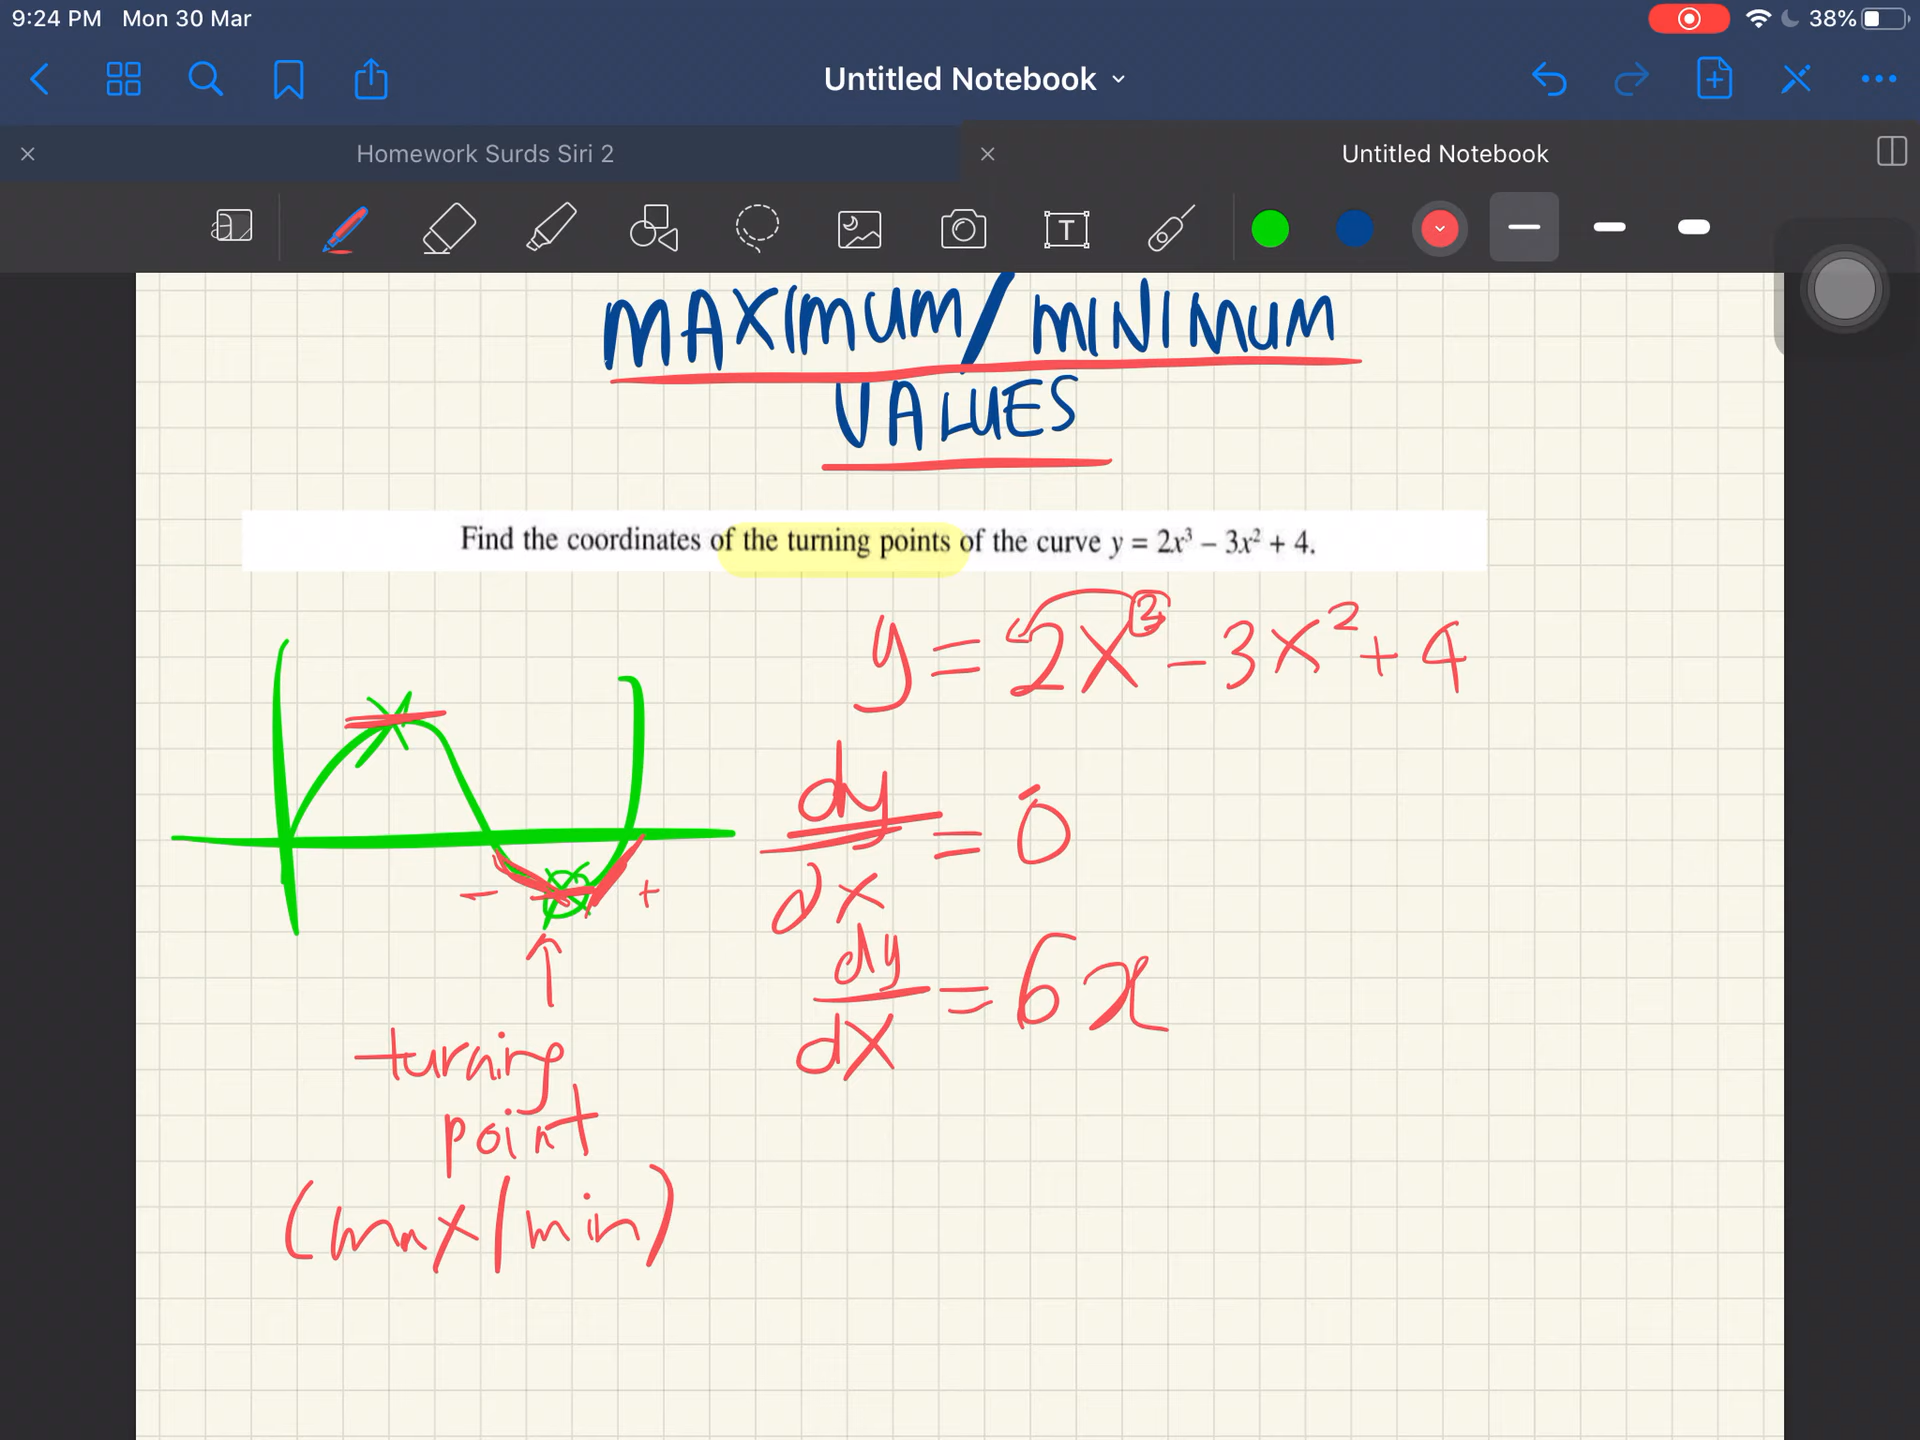 9:24 PM Mon 30 Mar
38%
Untitled Notebook
Homework Surds Siri 2
Untitled Notebook
T
MAXIMUM/MINIMUM
VALUES
Find the coordinates of the turning points of the curve y = 2x³ – 3x² + 4.
y = 2x³ - 3x² + 4
dy/dx = 0
dy/dx = 6x
- +
turning
point
(max/min)